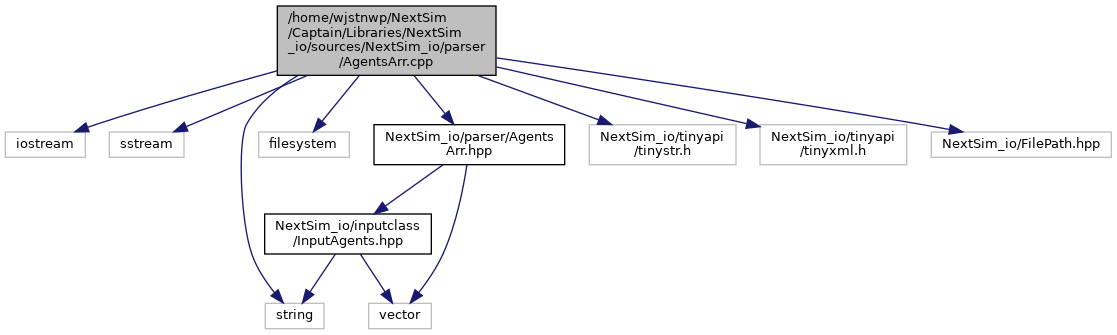 /home/wjstnwp/NextSim
/Captain/Libraries/NextSim
_io/sources/NextSim_io/parser
/AgentsArr.cpp
iostream
sstream
filesystem
NextSim_io/parser/Agents
Arr.hpp
NextSim_io/tinyapi
/tinystr.h
NextSim_io/tinyapi
/tinyxml.h
NextSim_io/FilePath.hpp
NextSim_io/inputclass
/InputAgents.hpp
string
vector